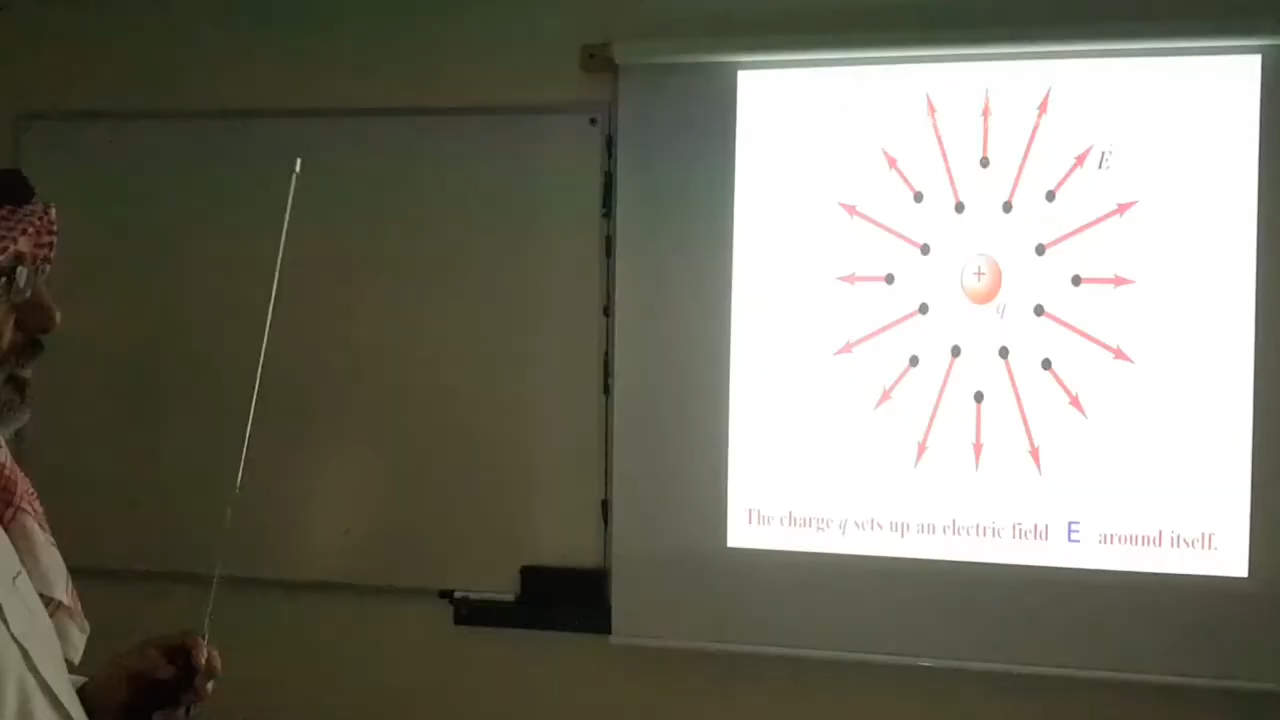 E
+
q
The charge q sets up an electric field E around itself.